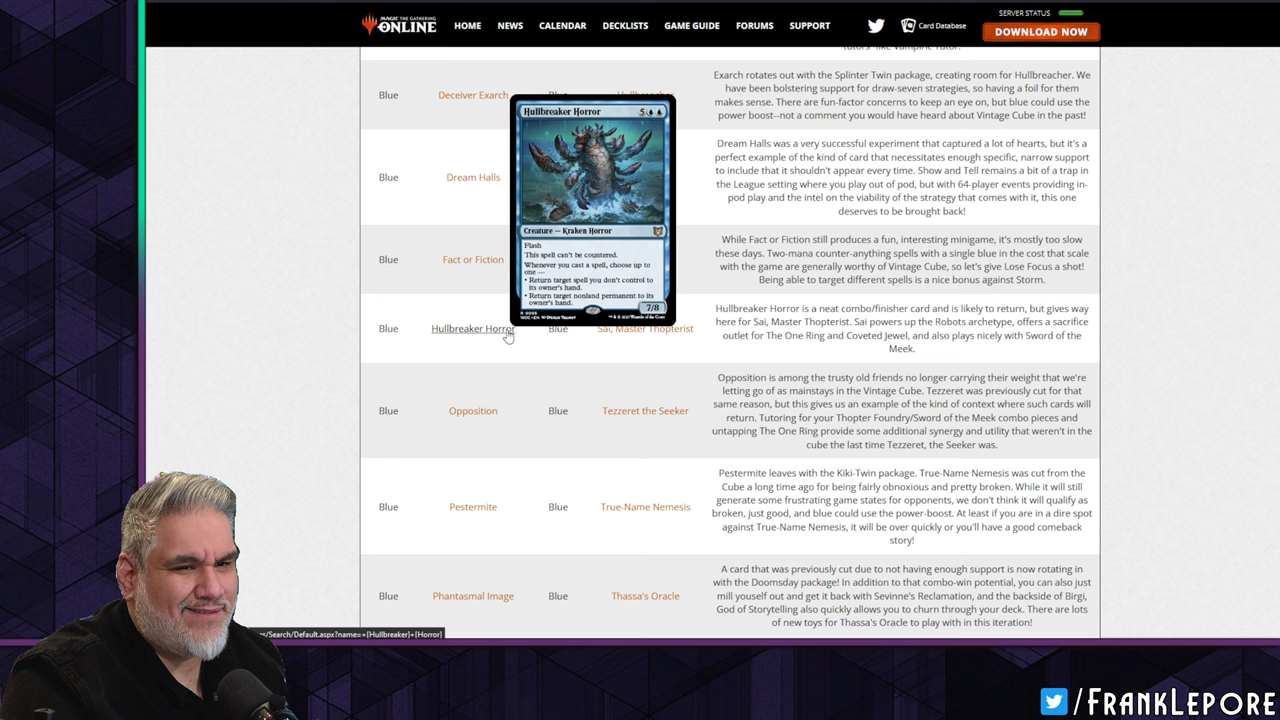 MAGIC THE GATHERING
ONLINE
HOME
NEWS
CALENDAR
DECKLISTS
GAME GUIDE
FORUMS
SUPPORT
Card Database
SERVER STATUS
DOWNLOAD NOW
tutors" like Vampiric Tutor.
Blue
Deceiver Exarch
Exarch rotates out with the Splinter Twin package, creating room for Hullbreacher. We
have been bolstering support for draw-seven strategies, so having a foil for them
makes sense. There are fun-factor concerns to keep an eye on, but blue could use the
power boost--not a comment you would have heard about Vintage Cube in the past!
Hullbreaker Horror
5
Creature — Kraken Horror
Flash
This spell can't be countered.
Whenever you cast a spell, choose up to
one —
• Return target spell you don't control to
its owner's hand.
• Return target nonland permanent to its
owner's hand.
7/8
Blue
Dream Halls
Dream Halls was a very successful experiment that captured a lot of hearts, but it's a
perfect example of the kind of card that necessitates enough specific, narrow support
to include that it shouldn't appear every time. Show and Tell remains a bit of a trap in
the League setting where you play out of pod, but with 64-player events providing in-
pod play and the intel on the viability of the strategy that comes with it, this one
deserves to be brought back!
Blue
Fact or Fiction
While Fact or Fiction still produces a fun, interesting minigame, it's mostly too slow
these days. Two-mana counter-anything spells with a single blue in the cost that scale
with the game are generally worthy of Vintage Cube, so let's give Lose Focus a shot!
Being able to target different spells is a nice bonus against Storm.
Blue
Hullbreaker Horror
Blue
Sai, Master Thopterist
Hullbreaker Horror is a neat combo/finisher card and is likely to return, but gives way
here for Sai, Master Thopterist. Sai powers up the Robots archetype, offers a sacrifice
outlet for The One Ring and Coveted Jewel, and also plays nicely with Sword of the
Meek.
Blue
Opposition
Blue
Tezzeret the Seeker
Opposition is among the trusty old friends no longer carrying their weight that we're
letting go of as mainstays in the Vintage Cube. Tezzeret was previously cut for that
same reason, but this gives us an example of the kind of context where such cards will
return. Tutoring for your Thopter Foundry/Sword of the Meek combo pieces and
untapping The One Ring provide some additional synergy and utility that weren't in the
cube the last time Tezzeret, the Seeker was.
Blue
Pestermite
Blue
True-Name Nemesis
Pestermite leaves with the Kiki-Twin package. True-Name Nemesis was cut from the
Cube a long time ago for being fairly obnoxious and pretty broken. While it will still
generate some frustrating game states for opponents, we don't think it will qualify as
broken, just good, and blue could use the power-boost. At least if you are in a dire spot
against True-Name Nemesis, it will be over quickly or you'll have a good comeback
story!
Blue
Phantasmal Image
Blue
Thassa's Oracle
A card that was previously cut due to not having enough support is now rotating in
with the Doomsday package! In addition to that combo-win potential, you can also just
mill youself out and get it back with Sevinne's Reclamation, and the backside of Birgi,
God of Storytelling also quickly allows you to churn through your deck. There are lots
of new toys for Thassa's Oracle to play with in this iteration!
/Search/Default.aspx?name=+[Hullbreaker]+[Horror]
/FRANKLEPORE